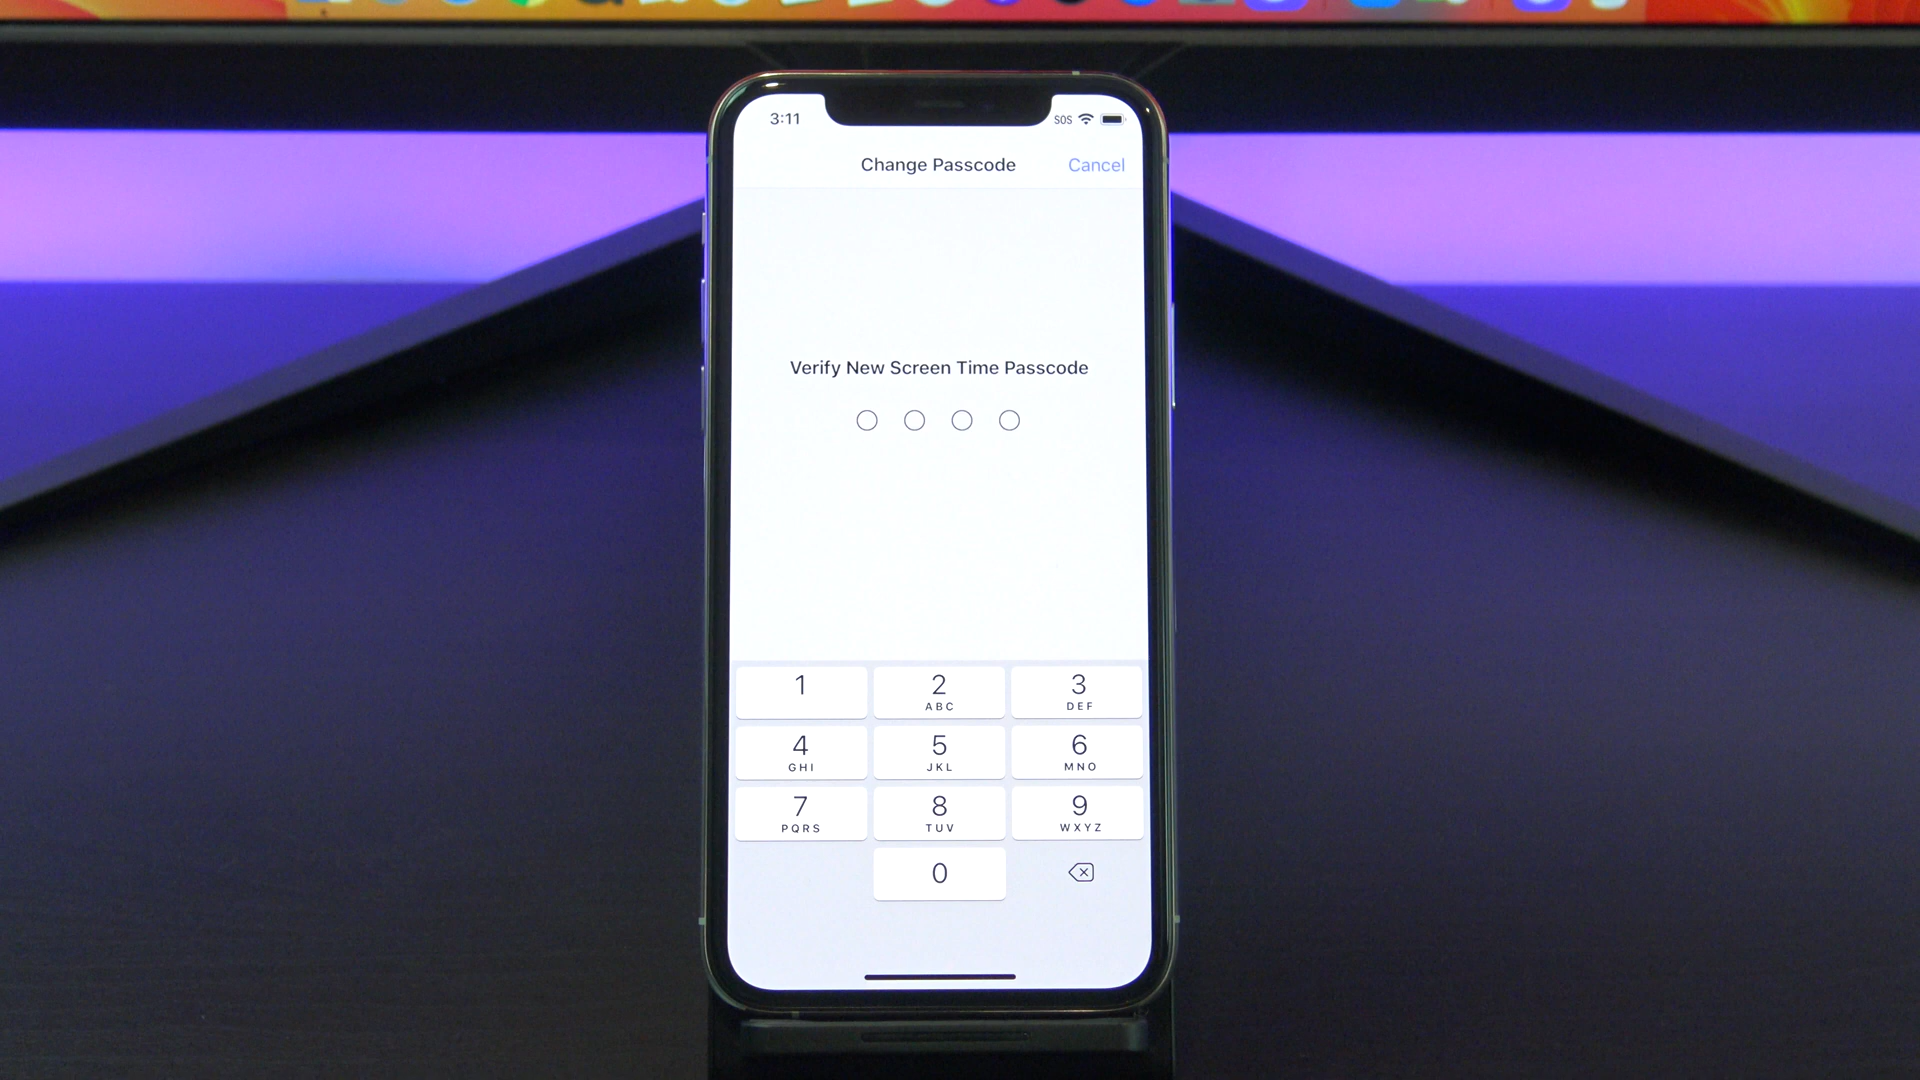 3:11
SOS
Change Passcode
Cancel
Verify New Screen Time Passcode
1
2
3
ABC
DEF
4
5
6
GHI
JKL
MNO
7
8
9
PQRS
TUV
WXYZ
0